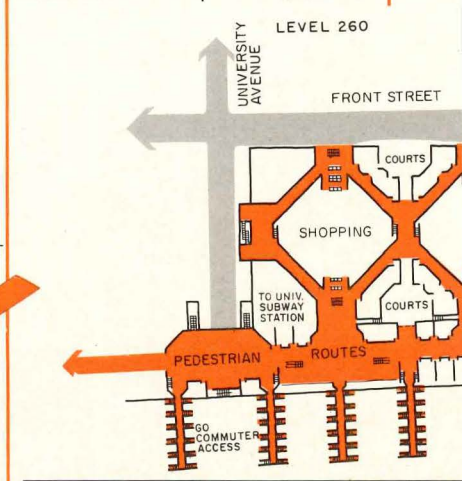 LEVEL 260
UNIVERSITY
AVENUE
FRONT STREET
COURTS
SHOPPING
TO UNIV.
SUBWAY
STATION
COURTS
PEDESTRIAN ROUTES
GO
COMMUTER
ACCESS